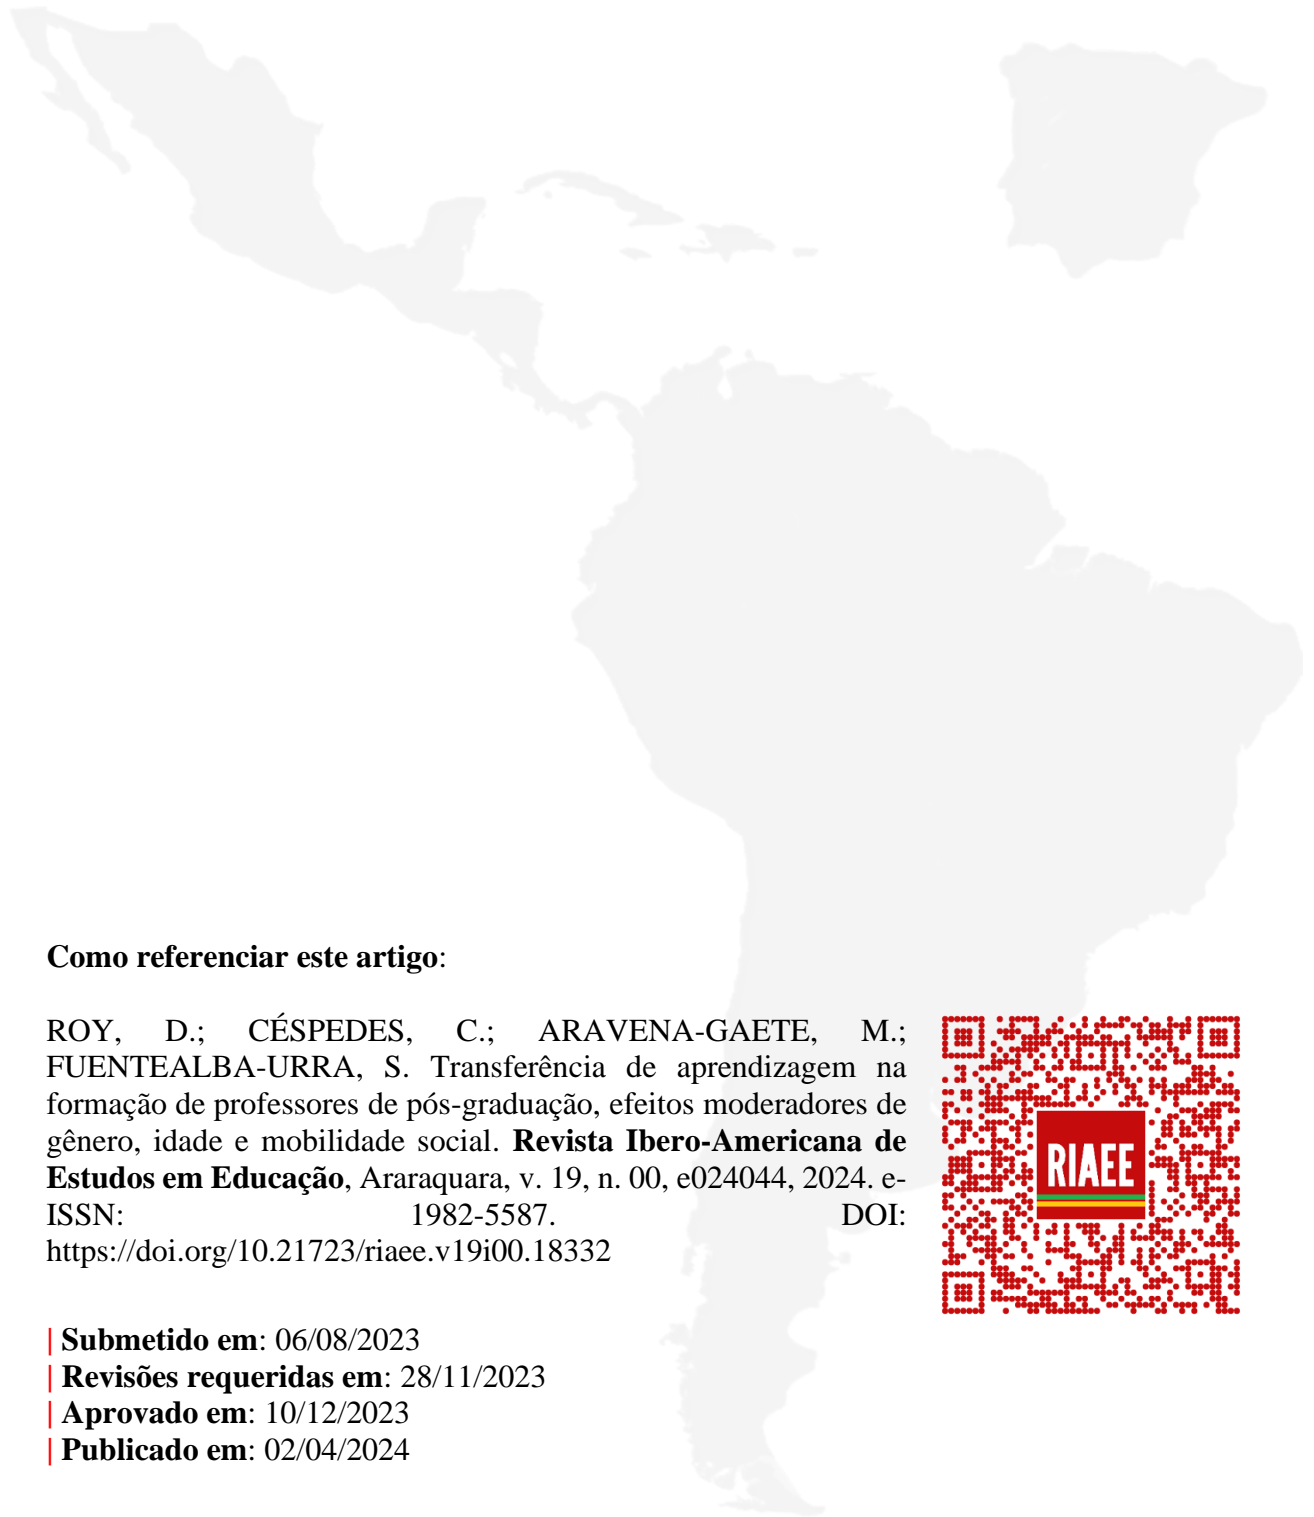 Como referenciar este artigo:
ROY, D.; CÉSPEDES, C.; ARAVENA-GAETE, M.;
FUENTEALBA-URRA, S. Transferência de aprendizagem na
formação de professores de pós-graduação, efeitos moderadores de
gênero, idade e mobilidade social. Revista Ibero-Americana de
Estudos em Educação, Araraquara, v. 19, n. 00, e024044, 2024. e-
ISSN: 1982-5587. DOI:
https://doi.org/10.21723/riaee.v19i00.18332
RIAEE
| Submetido em: 06/08/2023
| Revisões requeridas em: 28/11/2023
| Aprovado em: 10/12/2023
| Publicado em: 02/04/2024